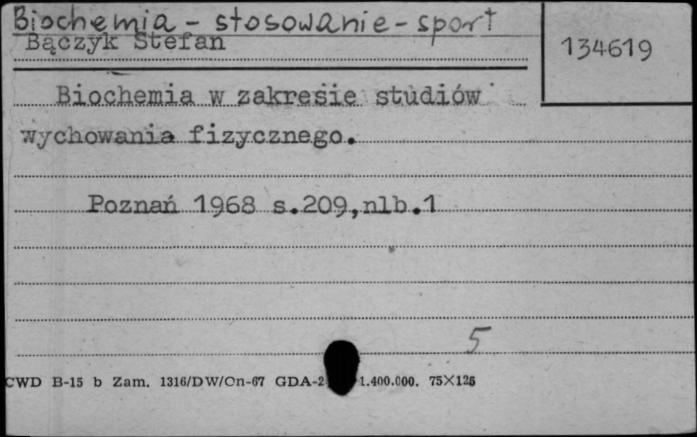 Biochemia - stosowanie - sport
Bączyk Stefan
134619
Biochemia w zakresie studiów
wychowania fizycznego.
Poznań 1968 s.209,nlb.1
5
CWD B-15 b Zam. 1316/DW/On-67 GDA-2 1.400.000. 75X125